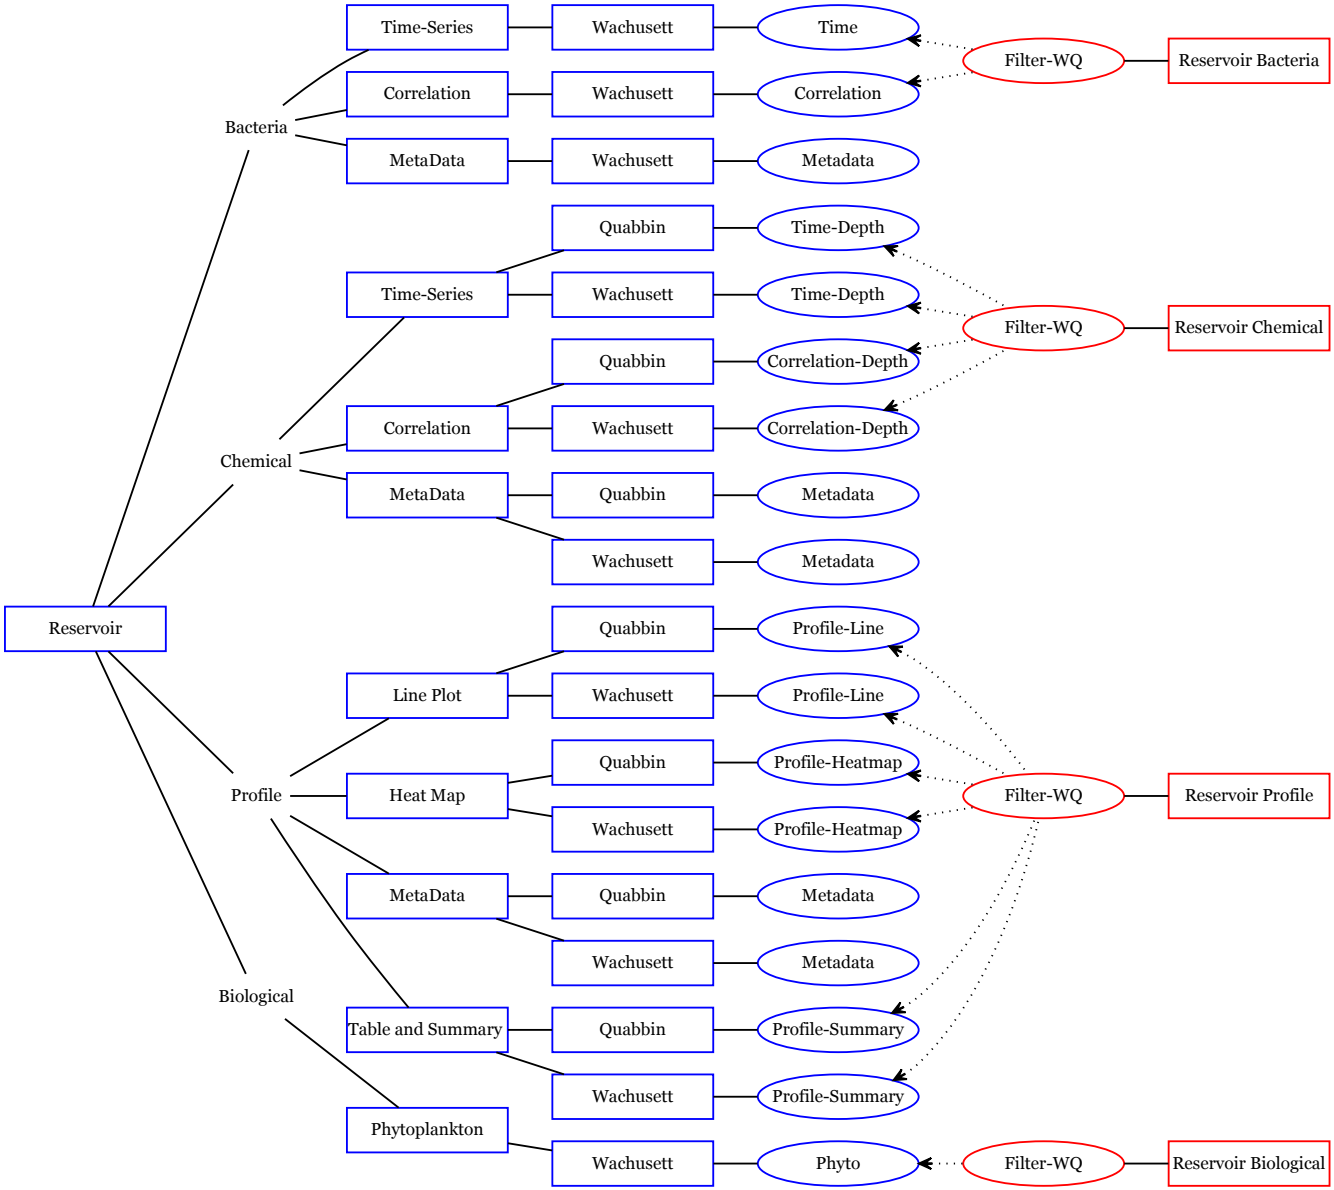 Time-Series
Wachusett
Time
Filter-WQ
Reservoir Bacteria
Correlation
Wachusett
Correlation
Bacteria
MetaData
Wachusett
Metadata
Quabbin
Time-Depth
Time-Series
Wachusett
Time-Depth
Filter-WQ
Reservoir Chemical
Quabbin
Correlation-Depth
Correlation
Wachusett
Correlation-Depth
Chemical
MetaData
Quabbin
Metadata
Wachusett
Metadata
Reservoir
Quabbin
Profile-Line
Line Plot
Wachusett
Profile-Line
Quabbin
Profile-Heatmap
Profile
Heat Map
Filter-WQ
Reservoir Profile
Wachusett
Profile-Heatmap
MetaData
Quabbin
Metadata
Wachusett
Metadata
Biological
Table and Summary
Quabbin
Profile-Summary
Wachusett
Profile-Summary
Phytoplankton
Wachusett
Phyto
Filter-WQ
Reservoir Biological